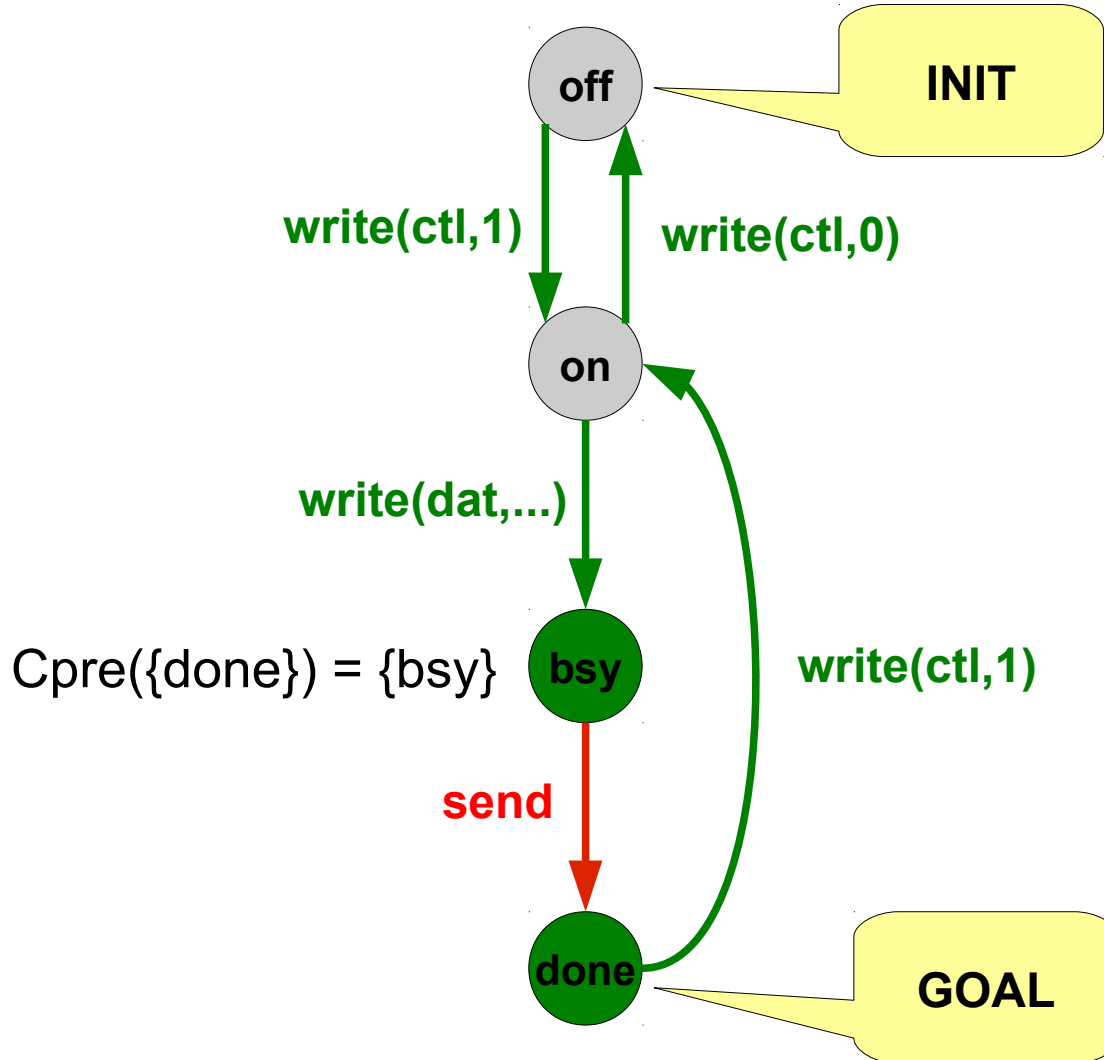 off
INIT
write(ctl,1)
write(ctl,0)
on
write(dat,...)
Cpre({done}) = {bsy}
bsy
write(ctl,1)
send
done
GOAL